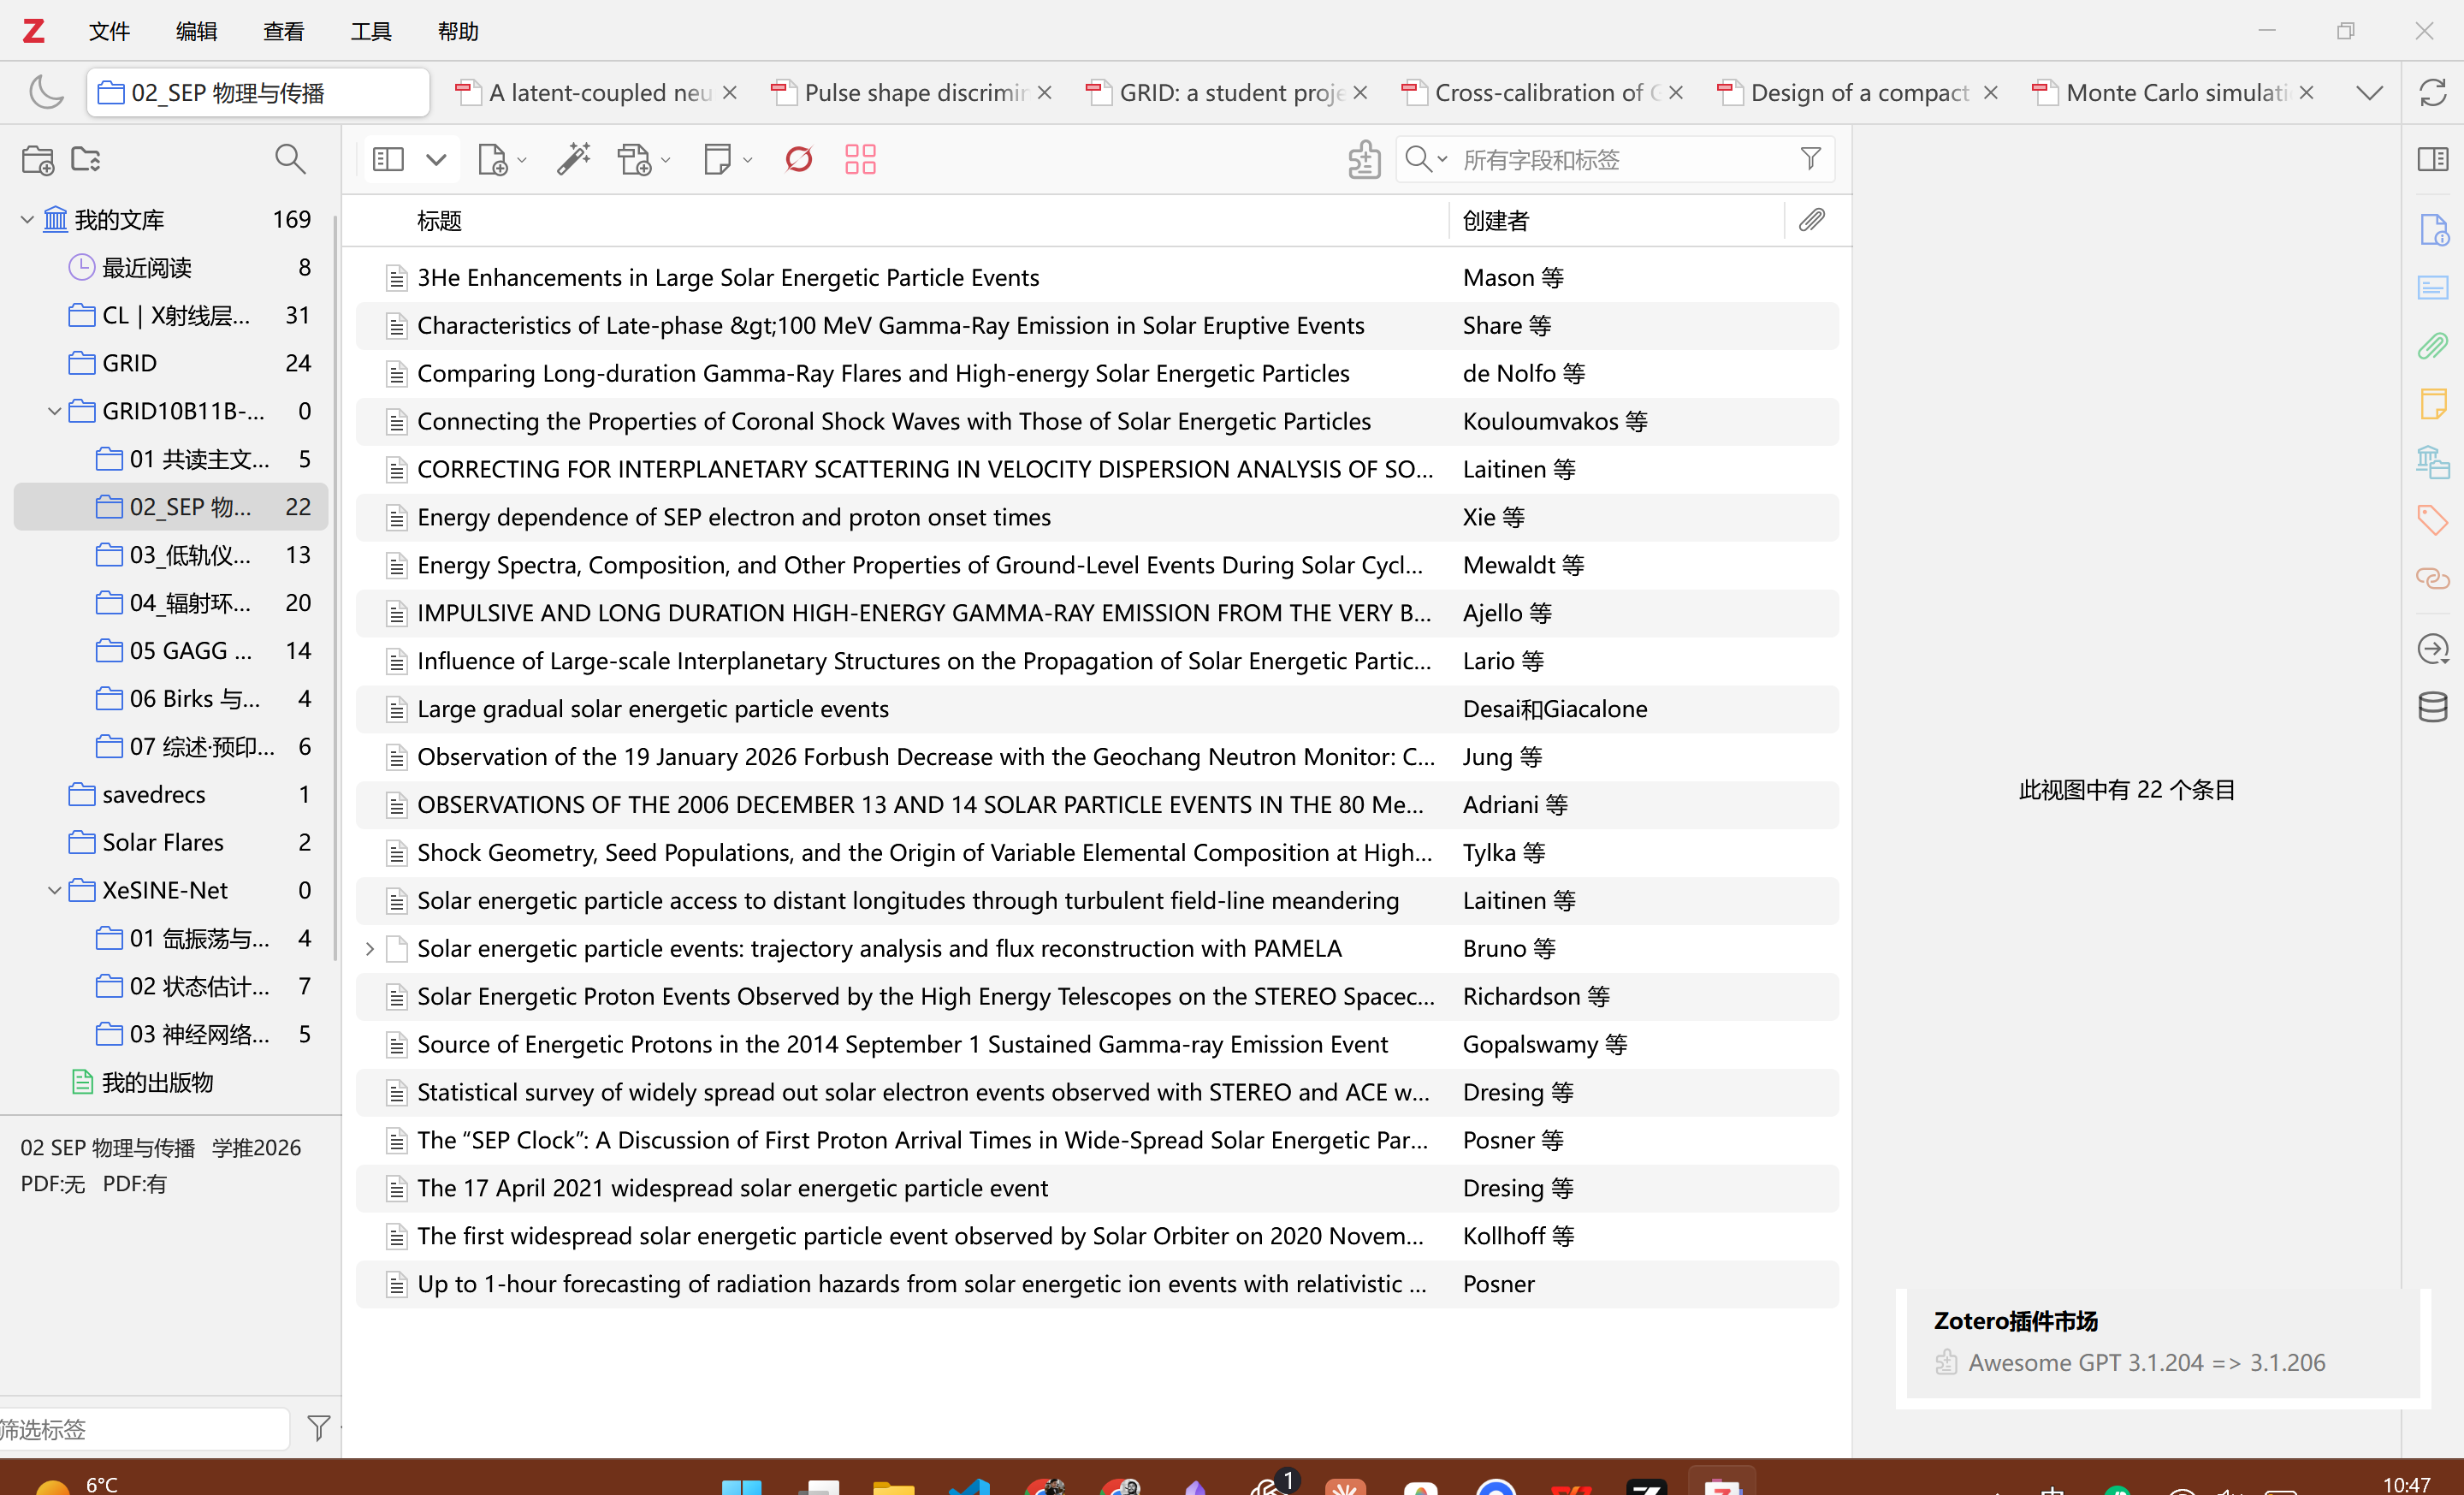 文件 编辑 查看 工具 帮助
02_SEP 物理与传播
A latent-coupled neu
Pulse shape discrimin
GRID: a student proje
Cross-calibration of G
Design of a compact
Monte Carlo simulati
所有字段和标签
我的文库 169
最近阅读 8
CL | X射线层... 31
GRID 24
GRID10B11B-... 0
01 共读主文... 5
02_SEP 物... 22
03_低轨仪... 13
04_辐射环... 20
05 GAGG ... 14
06 Birks 与... 4
07 综述·预印... 6
savedrecs 1
Solar Flares 2
XeSINE-Net 0
01 氙振荡与... 4
02 状态估计... 7
03 神经网络... 5
我的出版物
02 SEP 物理与传播 学推2026
PDF:无 PDF:有
筛选标签
标题 创建者
3He Enhancements in Large Solar Energetic Particle Events Mason 等
Characteristics of Late-phase &gt;100 MeV Gamma-Ray Emission in Solar Eruptive Events Share 等
Comparing Long-duration Gamma-Ray Flares and High-energy Solar Energetic Particles de Nolfo 等
Connecting the Properties of Coronal Shock Waves with Those of Solar Energetic Particles Kouloumvakos 等
CORRECTING FOR INTERPLANETARY SCATTERING IN VELOCITY DISPERSION ANALYSIS OF SO... Laitinen 等
Energy dependence of SEP electron and proton onset times Xie 等
Energy Spectra, Composition, and Other Properties of Ground-Level Events During Solar Cycl... Mewaldt 等
IMPULSIVE AND LONG DURATION HIGH-ENERGY GAMMA-RAY EMISSION FROM THE VERY B... Ajello 等
Influence of Large-scale Interplanetary Structures on the Propagation of Solar Energetic Partic... Lario 等
Large gradual solar energetic particle events Desai和Giacalone
Observation of the 19 January 2026 Forbush Decrease with the Geochang Neutron Monitor: C... Jung 等
OBSERVATIONS OF THE 2006 DECEMBER 13 AND 14 SOLAR PARTICLE EVENTS IN THE 80 Me... Adriani 等
Shock Geometry, Seed Populations, and the Origin of Variable Elemental Composition at High... Tylka 等
Solar energetic particle access to distant longitudes through turbulent field-line meandering Laitinen 等
Solar energetic particle events: trajectory analysis and flux reconstruction with PAMELA Bruno 等
Solar Energetic Proton Events Observed by the High Energy Telescopes on the STEREO Spacec... Richardson 等
Source of Energetic Protons in the 2014 September 1 Sustained Gamma-ray Emission Event Gopalswamy 等
Statistical survey of widely spread out solar electron events observed with STEREO and ACE w... Dresing 等
The “SEP Clock”: A Discussion of First Proton Arrival Times in Wide-Spread Solar Energetic Par... Posner 等
The 17 April 2021 widespread solar energetic particle event Dresing 等
The first widespread solar energetic particle event observed by Solar Orbiter on 2020 Novem... Kollhoff 等
Up to 1-hour forecasting of radiation hazards from solar energetic ion events with relativistic ... Posner
此视图中有 22 个条目
Zotero插件市场
Awesome GPT 3.1.204 => 3.1.206
6°C
1
10:47